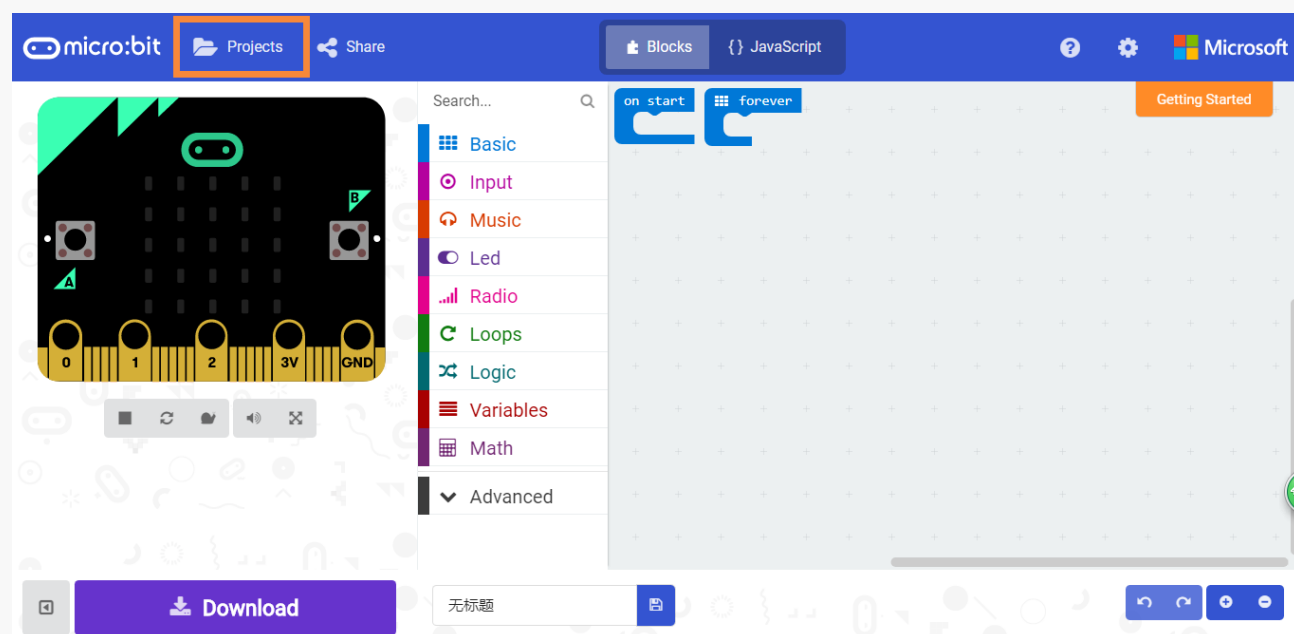 micro:bit
Projects
Share
Blocks
{} JavaScript
?
Microsoft
Search...
on start
forever
Getting Started
Basic
Input
Music
Led
Radio
Loops
Logic
Variables
Math
Advanced
A
B
0
1
2
3V
GND
Download
无标题